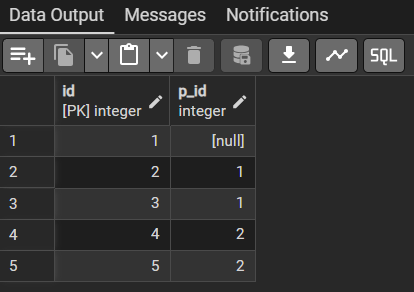 Data Output Messages Notifications
SQL
id p_id
[PK] integer integer
1 1 [null]
2 2 1
3 3 1
4 4 2
5 5 2